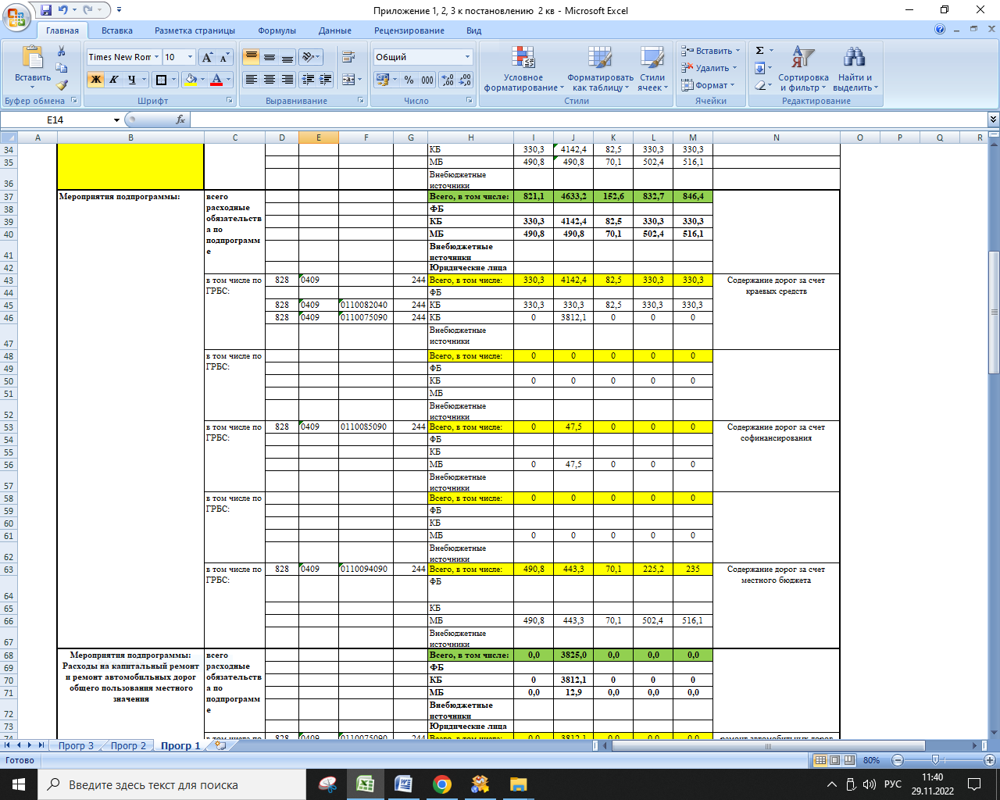 Приложение 1, 2, 3 к постановлению 2 кв - Microsoft Excel
Главная Вставка Разметка страницы Формулы Данные Рецензирование Вид
Вставить
Буфер обмена
Times New Ror 10
Ж К Ч
Шрифт
Выравнивание
Общий
% 000
Число
Условное форматирование
Форматировать как таблицу
Стили ячеек
Стили
Вставить
Удалить
Формат
Ячейки
Сортировка и фильтр
Найти и выделить
Редактирование
E14
A B C D E F G H I J K L M N O P Q R
34 КБ 330,3 4142,4 82,5 330,3 330,3
35 МБ 490,8 490,8 70,1 502,4 516,1
36 Внебюджетные источники
37 Мероприятия подпрограммы: всего расходные обязательства по подпрограмме Всего, в том числе: 821,1 4633,2 152,6 832,7 846,4
38 ФБ
39 КБ 330,3 4142,4 82,5 330,3 330,3
40 МБ 490,8 490,8 70,1 502,4 516,1
41 Внебюджетные источники
42 Юридические лица
43 в том числе по ГРБС: 828 0409 244 Всего, в том числе: 330,3 4142,4 82,5 330,3 330,3 Содержание дорог за счет краевых средств
44 ФБ
45 828 0409 0110082040 244 КБ 330,3 330,3 82,5 330,3 330,3
46 828 0409 0110075090 244 КБ 0 3812,1 0 0 0
47 Внебюджетные источники
48 в том числе по ГРБС: Всего, в том числе: 0 0 0 0 0
49 ФБ
50 КБ 0 0 0 0 0
51 МБ
52 Внебюджетные источники
53 в том числе по ГРБС: 828 0409 0110085090 244 Всего, в том числе: 0 47,5 0 0 0 Содержание дорог за счет софинансирования
54 ФБ
55 КБ
56 МБ 0 47,5 0 0 0
57 Внебюджетные источники
58 в том числе по ГРБС: Всего, в том числе: 0 0 0 0 0
59 ФБ
60 КБ
61 МБ 0 0 0 0 0
62 Внебюджетные источники
63 в том числе по ГРБС: 828 0409 0110094090 244 Всего, в том числе: 490,8 443,3 70,1 225,2 235 Содержание дорог за счет местного бюджета
64 ФБ
65 КБ
66 МБ 490,8 443,3 70,1 502,4 516,1
67 Внебюджетные источники
68 Мероприятия подпрограммы: Расходы на капитальный ремонт и ремонт автомобильных дорог общего пользования местного значения всего расходные обязательства по подпрограмме Всего, в том числе: 0,0 3825,0 0,0 0,0 0,0
69 ФБ
70 КБ 0 3812,1 0 0 0
71 МБ 0,0 12,9 0,0 0,0 0,0
72 Внебюджетные источники
73 Юридические лица
74 в том числе по 828 0409 0110075090 244 Всего, в том числе: 0,0 3812,1 0,0 0,0 0,0 ремонт автомобильных дорог
Прогр 3 Прогр 2 Прогр 1
Готово 80%
Введите здесь текст для поиска
РУС
11:40
29.11.2022